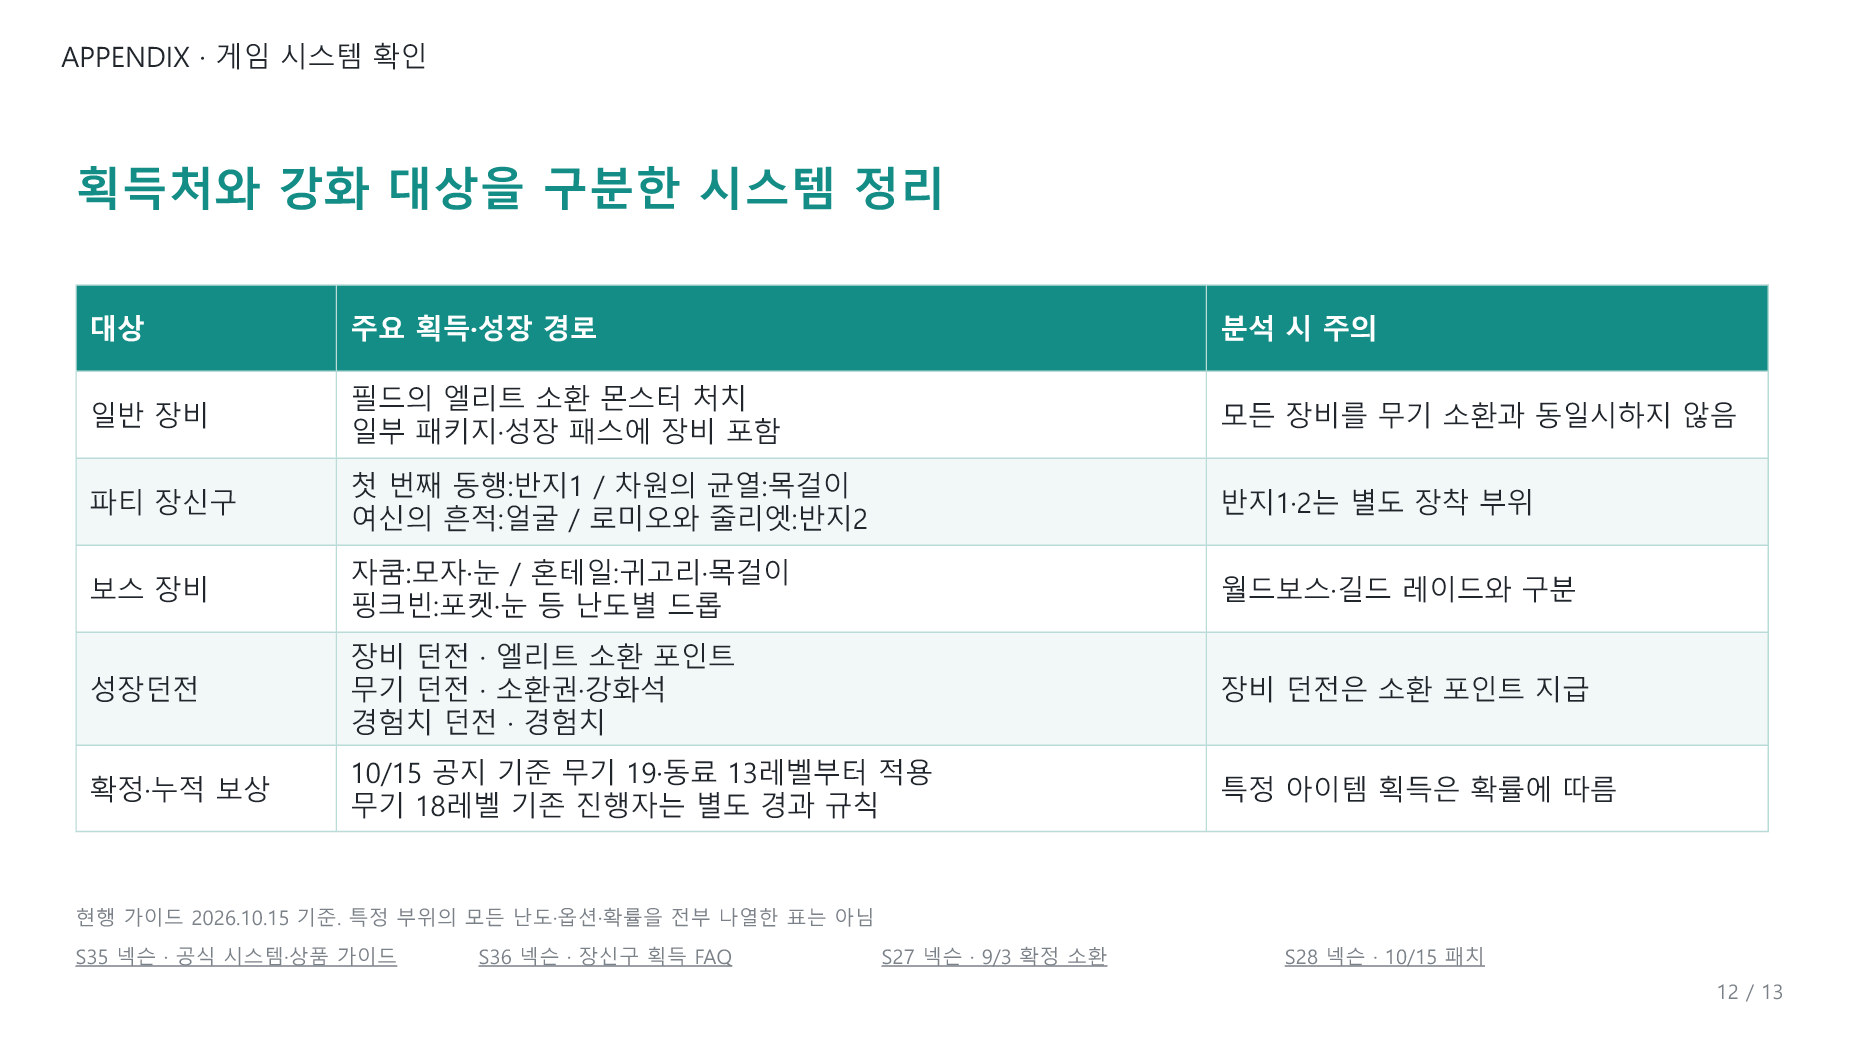 APPENDIX · 게임 시스템 확인
획득처와 강화 대상을 구분한 시스템 정리
대상
주요 획득·성장 경로
분석 시 주의
일반 장비
필드의 엘리트 소환 몬스터 처치
일부 패키지·성장 패스에 장비 포함
모든 장비를 무기 소환과 동일시하지 않음
파티 장신구
첫 번째 동행:반지1 / 차원의 균열:목걸이
여신의 흔적:얼굴 / 로미오와 줄리엣:반지2
반지1·2는 별도 장착 부위
보스 장비
자쿰:모자·눈 / 혼테일:귀고리·목걸이
핑크빈:포켓·눈 등 난도별 드롭
월드보스·길드 레이드와 구분
성장던전
장비 던전 · 엘리트 소환 포인트
무기 던전 · 소환권·강화석
경험치 던전 · 경험치
장비 던전은 소환 포인트 지급
확정·누적 보상
10/15 공지 기준 무기 19·동료 13레벨부터 적용
무기 18레벨 기존 진행자는 별도 경과 규칙
특정 아이템 획득은 확률에 따름
현행 가이드 2026.10.15 기준. 특정 부위의 모든 난도·옵션·확률을 전부 나열한 표는 아님
S35 넥슨 · 공식 시스템·상품 가이드
S36 넥슨 · 장신구 획득 FAQ
S27 넥슨 · 9/3 확정 소환
S28 넥슨 · 10/15 패치
12 / 13